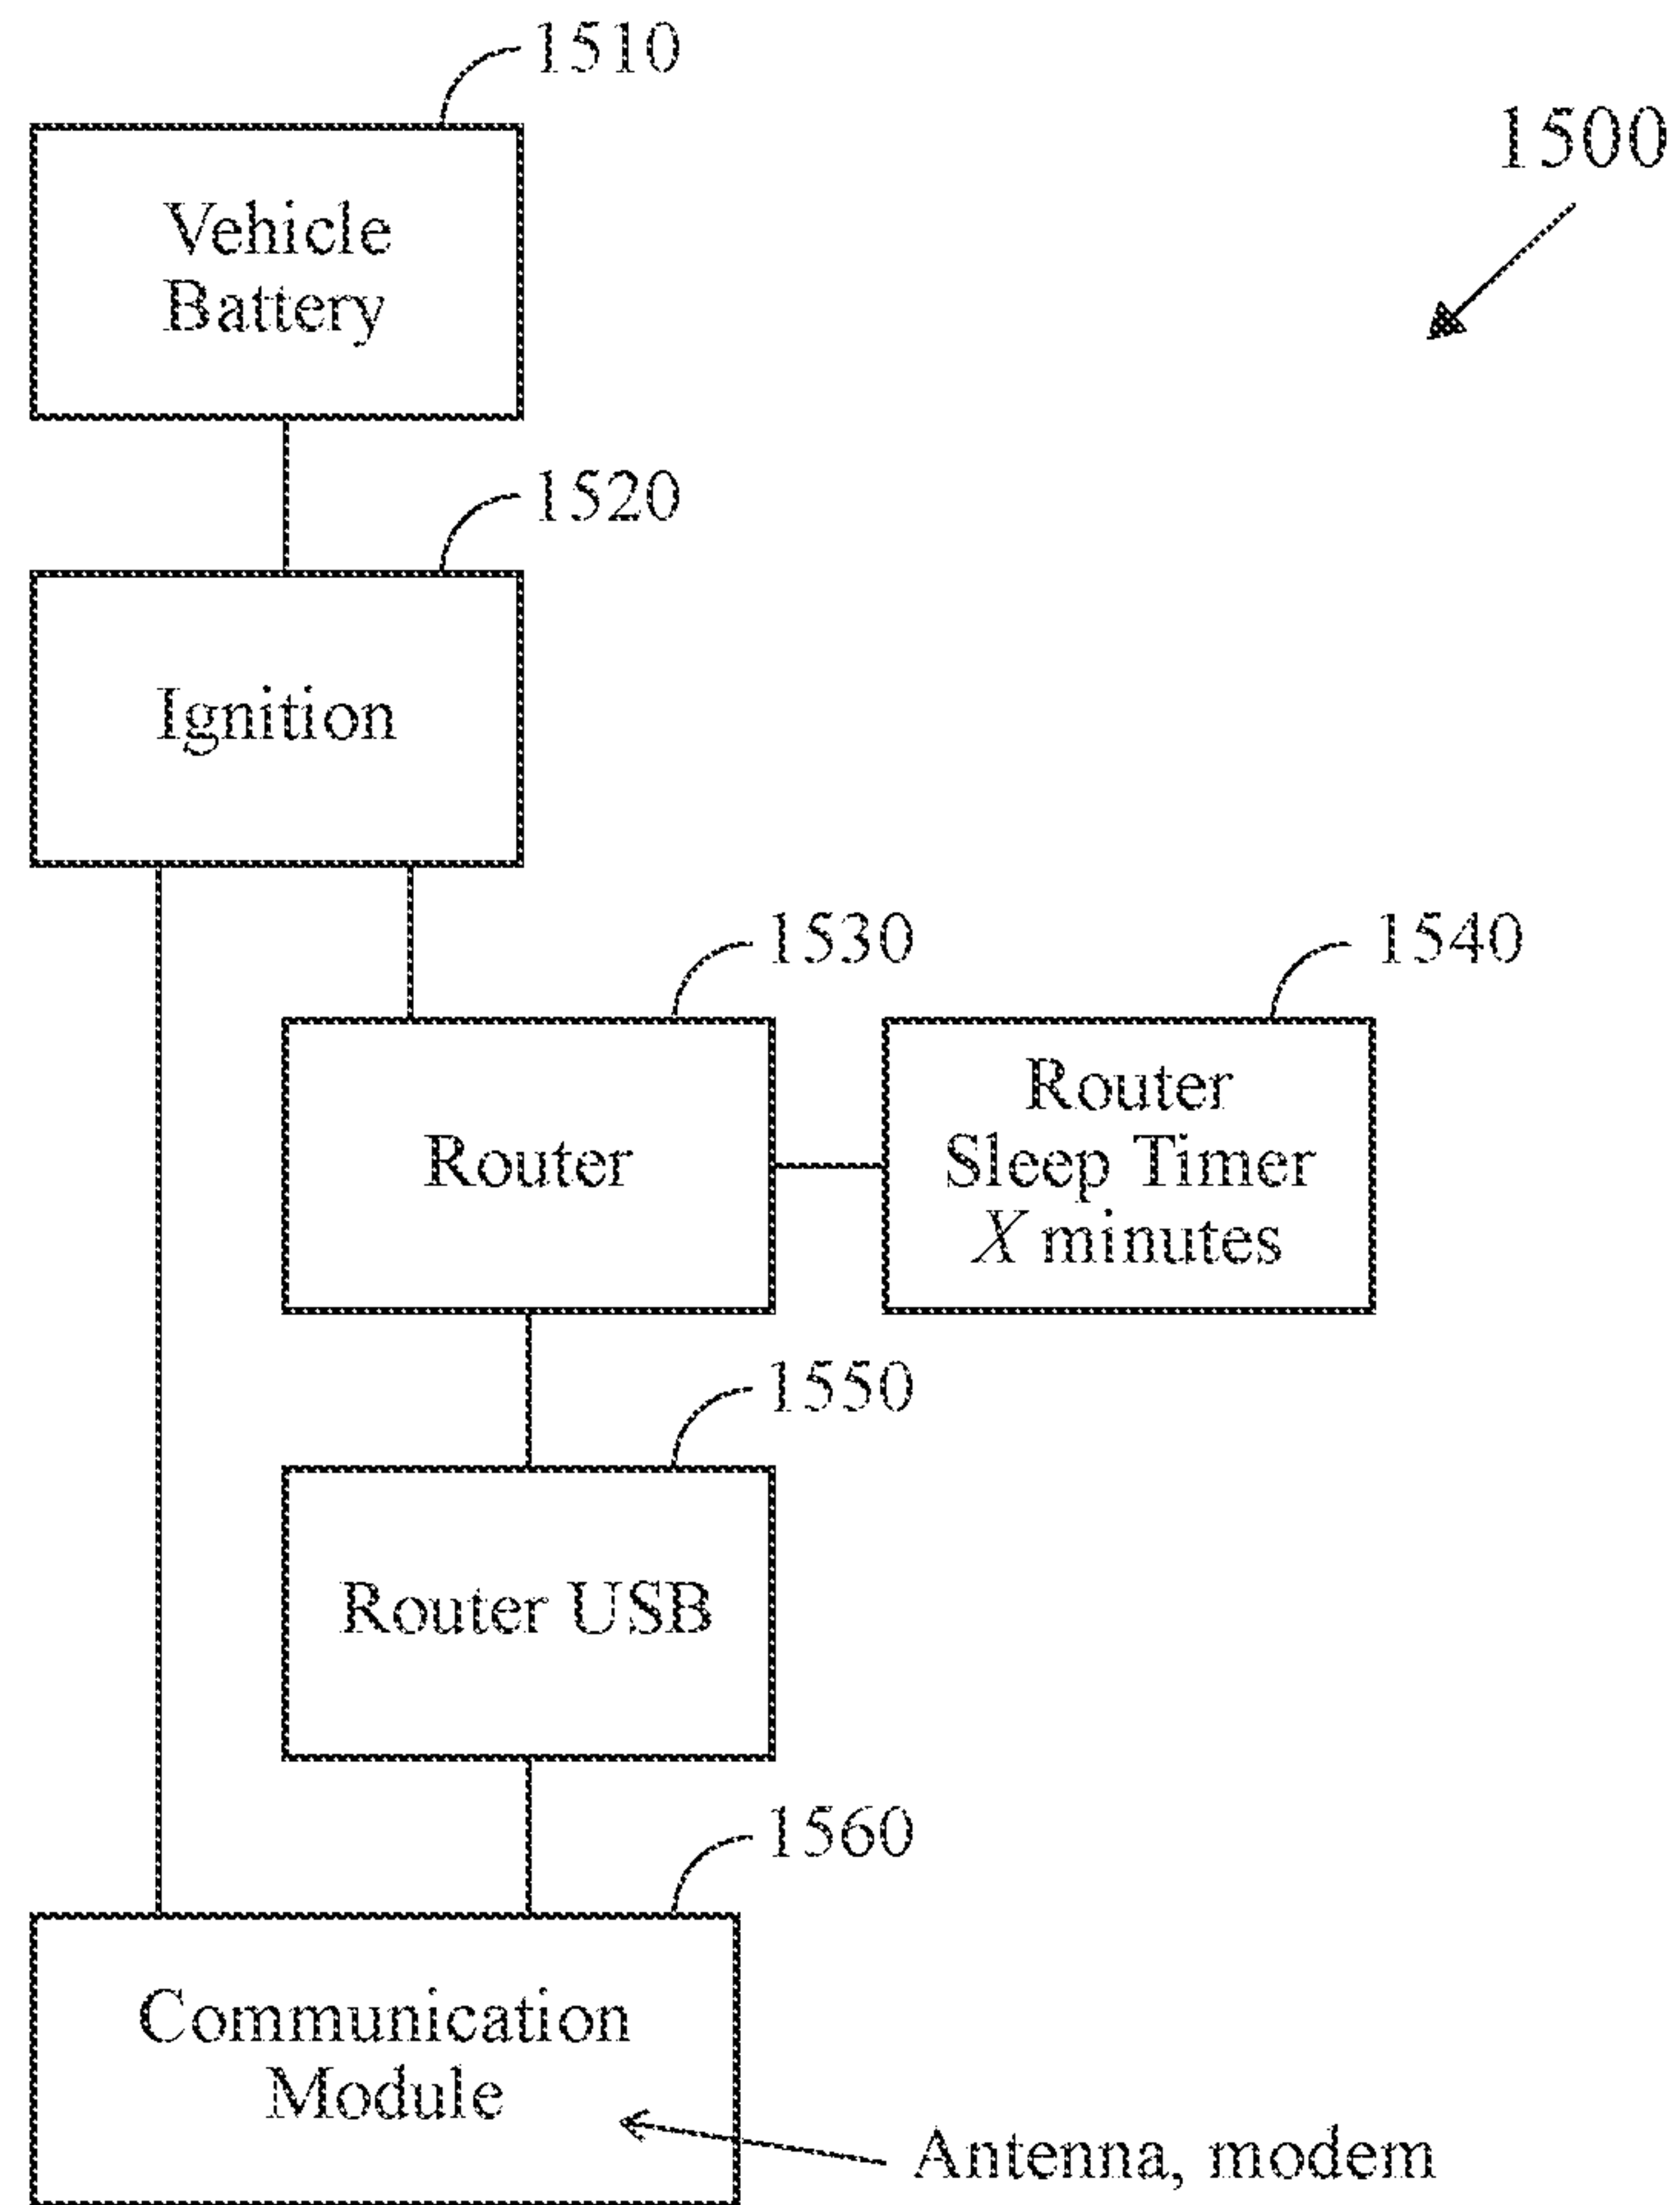 1510
1500
Vehicle
Battery
1520
Ignition
1530
1540
Router
Router
Sleep Timer
X minutes
1550
Router USB
1560
Communication
Module
Antenna, modem